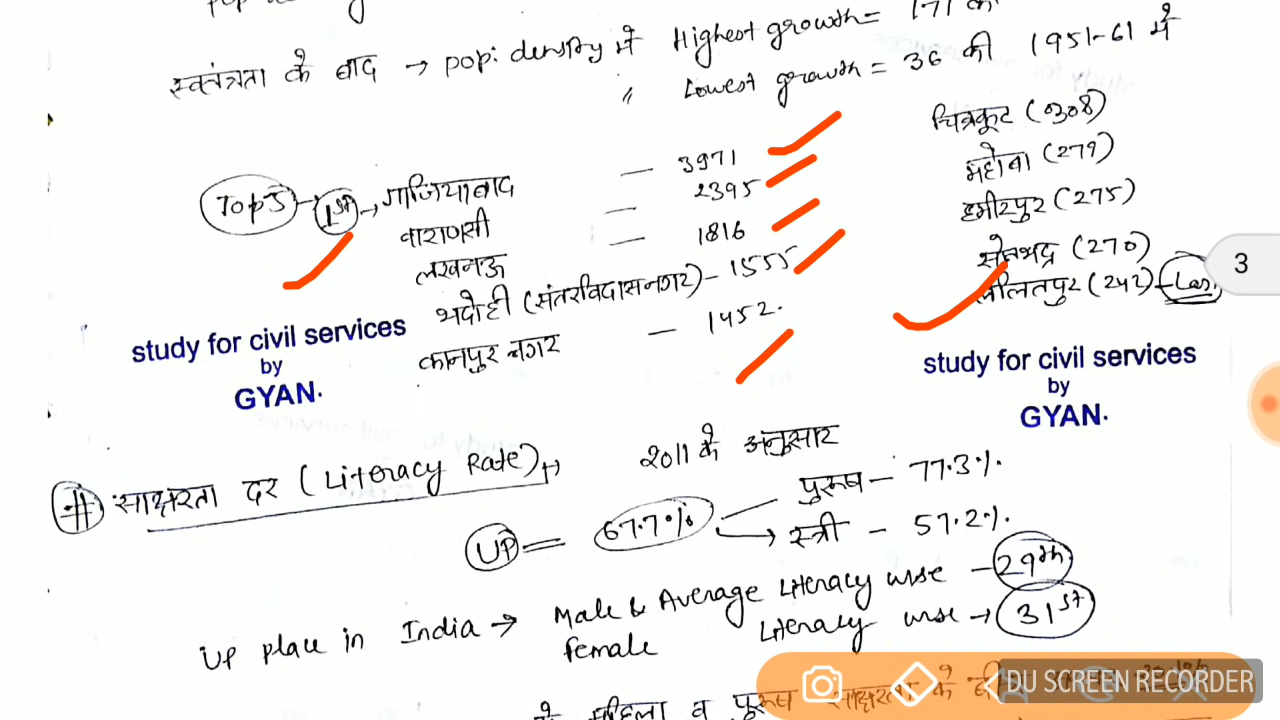 स्वतंत्रता के बाद → pop: density में Highest growth = 171 की
" Lowest growth = 36 की 1951-61 में
Top 5 → 1st → गाजियाबाद — 3971
वाराणसी — 2395
लखनऊ — 1816
भदोही (संतरविदासनगर) - 1555
कानपुर नगर — 1452.
चित्रकूट (308)
महोबा (279)
हमीरपुर (275)
सोनभद्र (270)
ललितपुर (242) - Las.
3
study for civil services
by
GYAN.
study for civil services
by
GYAN.
# साक्षरता दर (Literacy Rate) → 2011 के अनुसार
UP = 67.7%
पुरूष - 77.3%.
स्त्री - 57.2%.
UP place in India → Male & Average Literacy wise - 29th
female Literacy wise → 31st
महिला व पुरूष साक्षरता के
DU SCREEN RECORDER